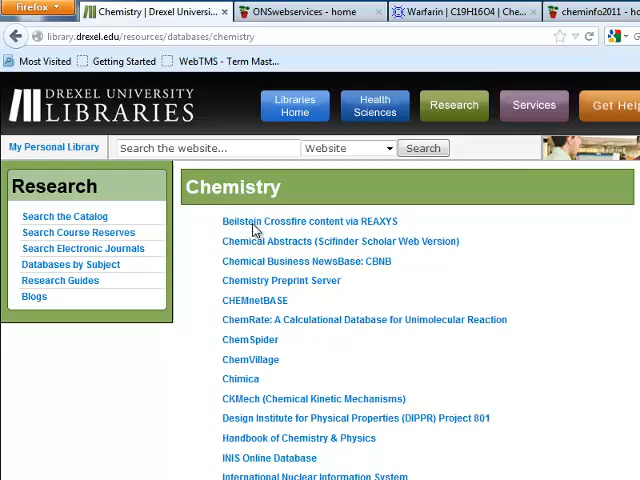 Firefox
Chemistry | Drexel Universi...
ONSwebservices - home
Warfarin | C19H16O4 | Che...
cheminfo2011 - ho
library.drexel.edu/resources/databases/chemistry
Most Visited
Getting Started
WebTMS - Term Mast...
DREXEL UNIVERSITY
LIBRARIES
Libraries
Home
Health
Sciences
Research
Services
Get Help
My Personal Library
Search the website...
Website
Search
Research
Search the Catalog
Search Course Reserves
Search Electronic Journals
Databases by Subject
Research Guides
Blogs
Chemistry
Beilstein Crossfire content via REAXYS
Chemical Abstracts (Scifinder Scholar Web Version)
Chemical Business NewsBase: CBNB
Chemistry Preprint Server
CHEMnetBASE
ChemRate: A Calculational Database for Unimolecular Reaction
ChemSpider
ChemVillage
Chimica
CKMech (Chemical Kinetic Mechanisms)
Design Institute for Physical Properties (DIPPR) Project 801
Handbook of Chemistry & Physics
INIS Online Database
International Nuclear Information System